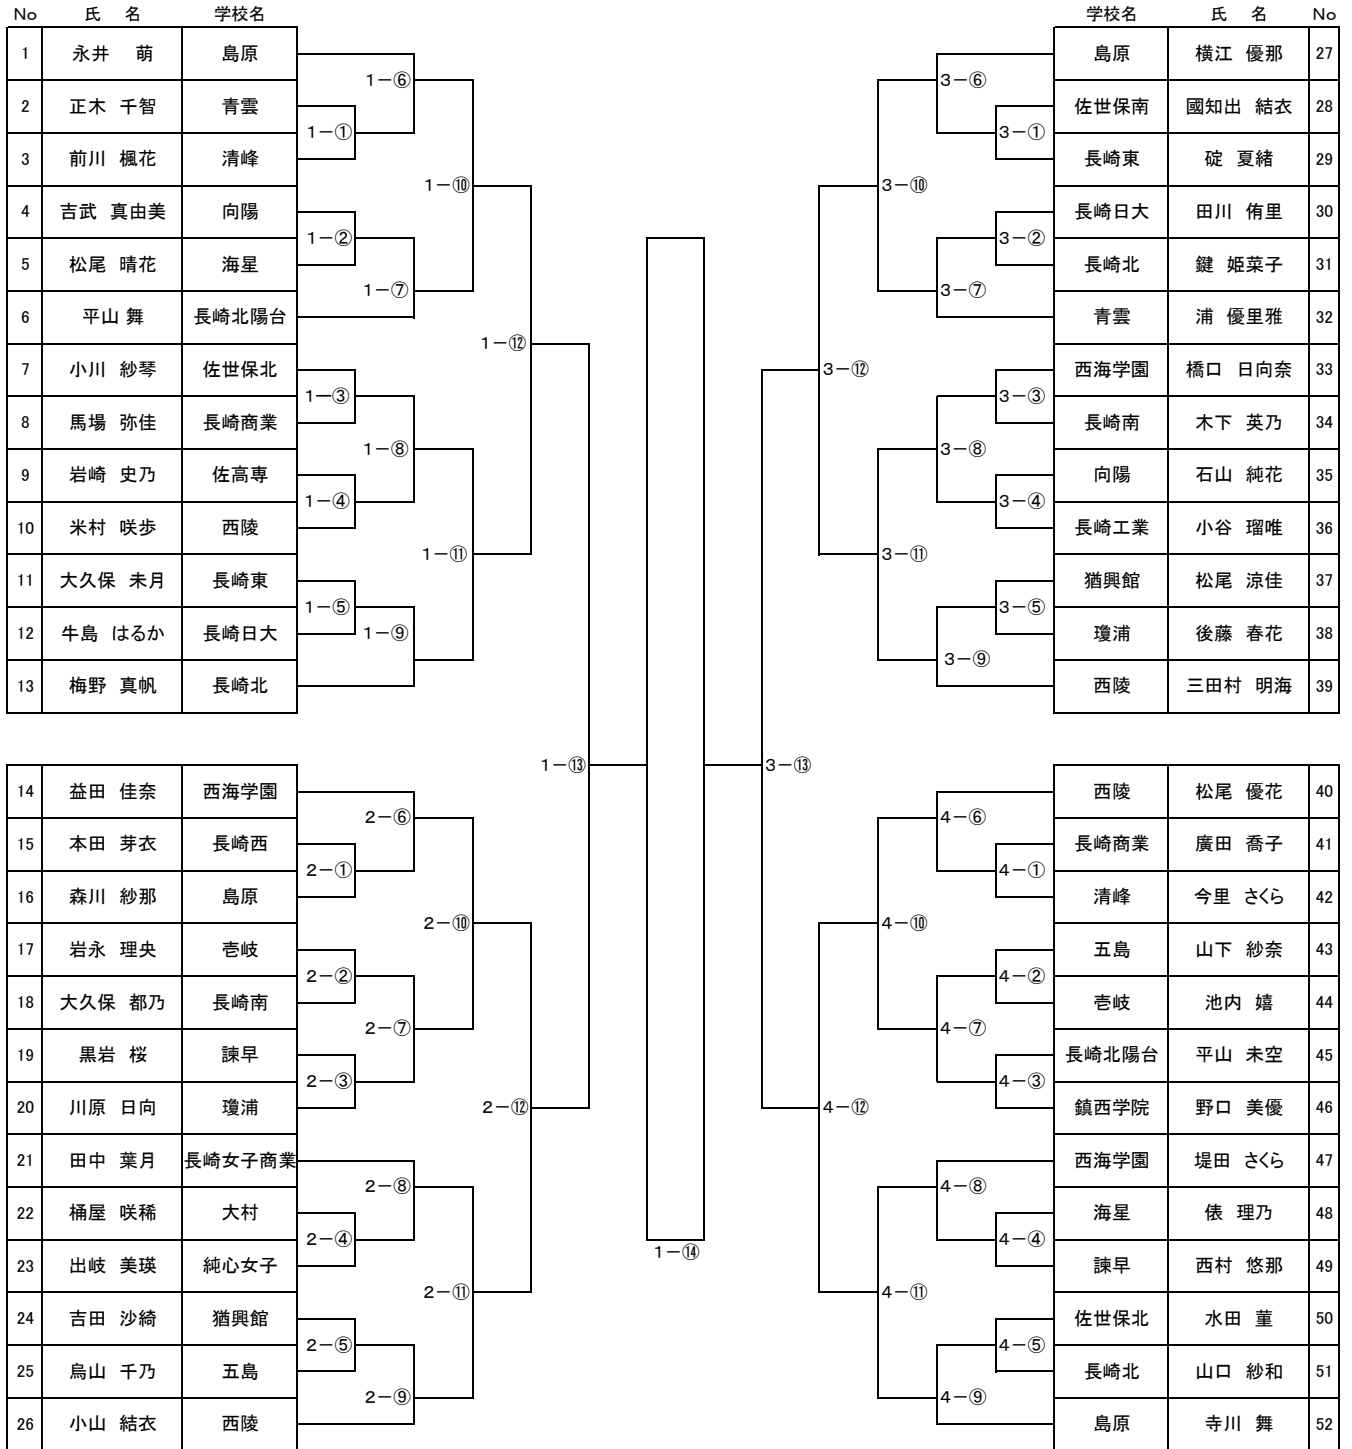 No 氏 名 学校名
1 永井 萌 島原
2 正木 千智 青雲
3 前川 楓花 清峰
4 吉武 真由美 向陽
5 松尾 晴花 海星
6 平山 舞 長崎北陽台
7 小川 紗琴 佐世保北
8 馬場 弥佳 長崎商業
9 岩崎 史乃 佐高専
10 米村 咲歩 西陵
11 大久保 未月 長崎東
12 牛島 はるか 長崎日大
13 梅野 真帆 長崎北
1-⑥
1-①
1-⑩
1-②
1-⑦
1-⑫
1-③
1-⑧
1-④
1-⑪
1-⑤
1-⑨
14 益田 佳奈 西海学園
15 本田 芽衣 長崎西
16 森川 紗那 島原
17 岩永 理央 壱岐
18 大久保 都乃 長崎南
19 黒岩 桜 諫早
20 川原 日向 瓊浦
21 田中 葉月 長崎女子商業
22 桶屋 咲稀 大村
23 出岐 美瑛 純心女子
24 吉田 沙綺 猶興館
25 烏山 千乃 五島
26 小山 結衣 西陵
2-⑥
2-①
2-⑩
2-②
2-⑦
2-③
2-⑫
2-⑧
2-④
2-⑪
2-⑤
2-⑨
1-⑬
1-⑭
3-⑬
学校名 氏 名 No
島原 横江 優那 27
佐世保南 國知出 結衣 28
長崎東 碇 夏緒 29
長崎日大 田川 侑里 30
長崎北 鍵 姫菜子 31
青雲 浦 優里雅 32
西海学園 橋口 日向奈 33
長崎南 木下 英乃 34
向陽 石山 純花 35
長崎工業 小谷 瑠唯 36
猶興館 松尾 涼佳 37
瓊浦 後藤 春花 38
西陵 三田村 明海 39
3-⑥
3-①
3-⑩
3-②
3-⑦
3-⑫
3-③
3-⑧
3-④
3-⑪
3-⑤
3-⑨
西陵 松尾 優花 40
長崎商業 廣田 喬子 41
清峰 今里 さくら 42
五島 山下 紗奈 43
壱岐 池内 嬉 44
長崎北陽台 平山 未空 45
鎮西学院 野口 美優 46
西海学園 堤田 さくら 47
海星 俵 理乃 48
諫早 西村 悠那 49
佐世保北 水田 菫 50
長崎北 山口 紗和 51
島原 寺川 舞 52
4-⑥
4-①
4-⑩
4-②
4-⑦
4-③
4-⑫
4-⑧
4-④
4-⑪
4-⑤
4-⑨